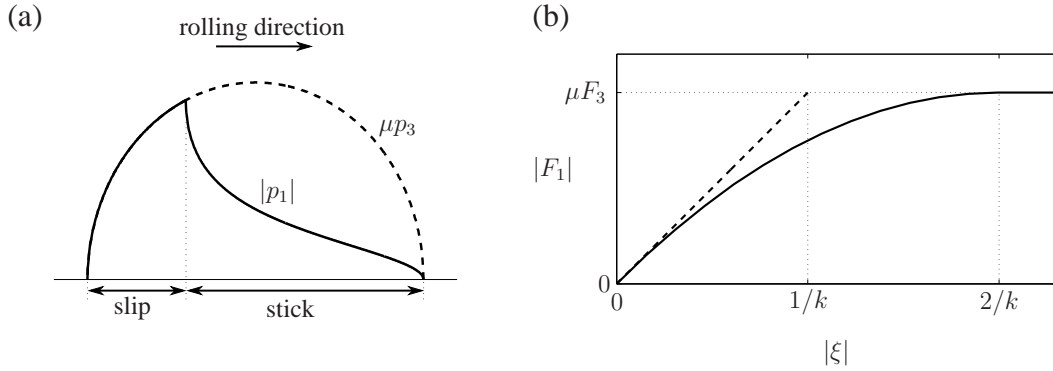 (a)
rolling direction
μp₃
|p₁|
slip
stick
(b)
μF₃
|F₁|
0
0
1/k
2/k
|ξ|